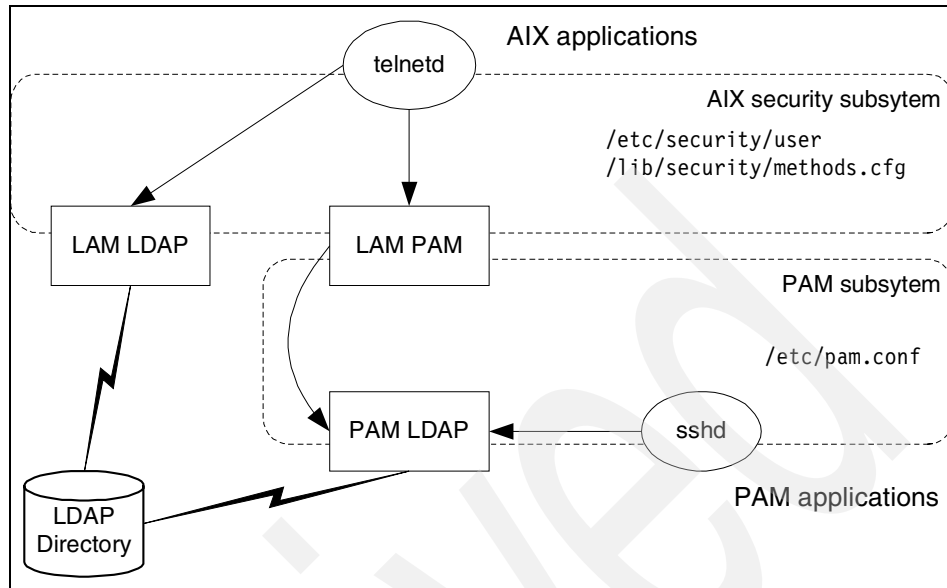 AIX applications
telnetd
AIX security subsytem
/etc/security/user
/lib/security/methods.cfg
LAM LDAP
LAM PAM
PAM subsytem
/etc/pam.conf
PAM LDAP
sshd
LDAP
Directory
PAM applications